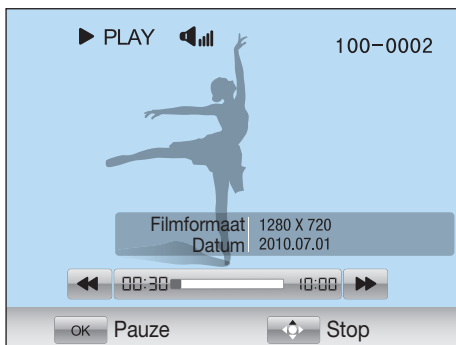 PLAY
100-0002
Filmformaat 1280 X 720
Datum 2010.07.01
00:30 10:00
OK Pauze Stop